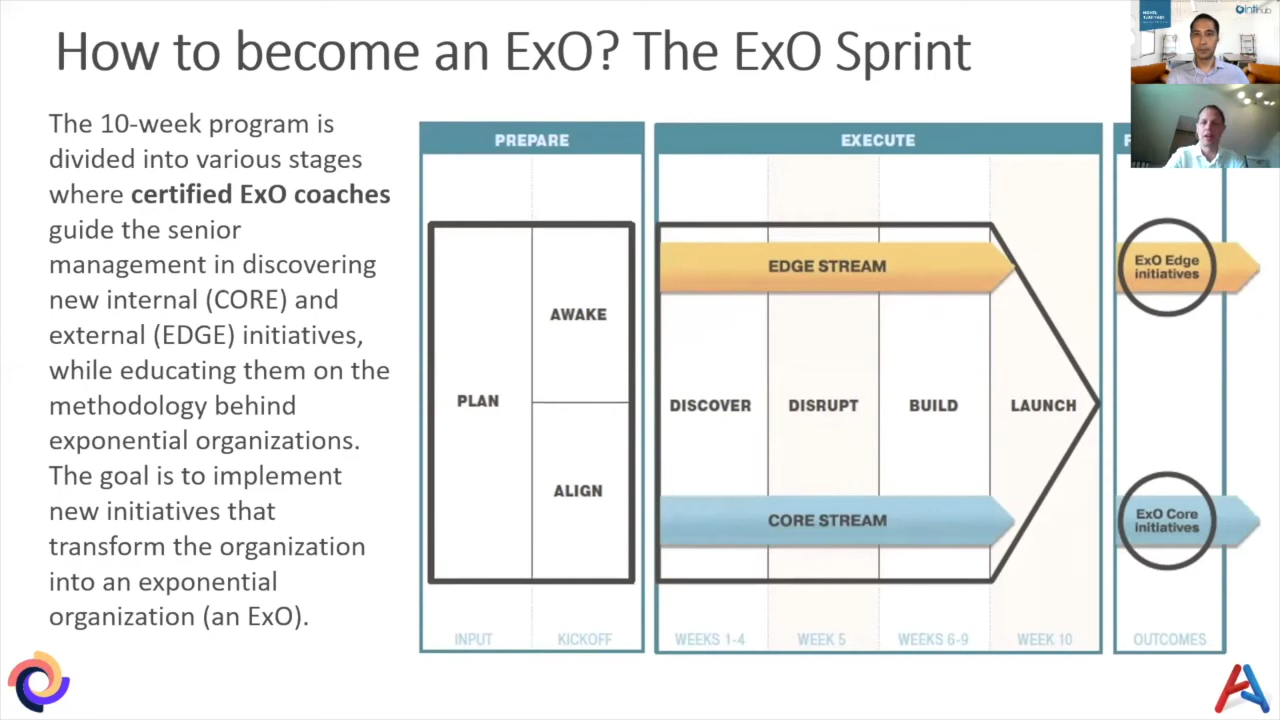 How to become an ExO? The ExO Sprint
The 10-week program is
divided into various stages
where certified ExO coaches
guide the senior
management in discovering
new internal (CORE) and
external (EDGE) initiatives,
while educating them on the
methodology behind
exponential organizations.
The goal is to implement
new initiatives that
transform the organization
into an exponential
organization (an ExO).
PREPARE
EXECUTE
PLAN
AWAKE
ALIGN
EDGE STREAM
DISCOVER
DISRUPT
BUILD
LAUNCH
CORE STREAM
ExO Edge
initiatives
ExO Core
initiatives
INPUT
KICKOFF
WEEKS 1-4
WEEK 5
WEEKS 6-9
WEEK 10
OUTCOMES